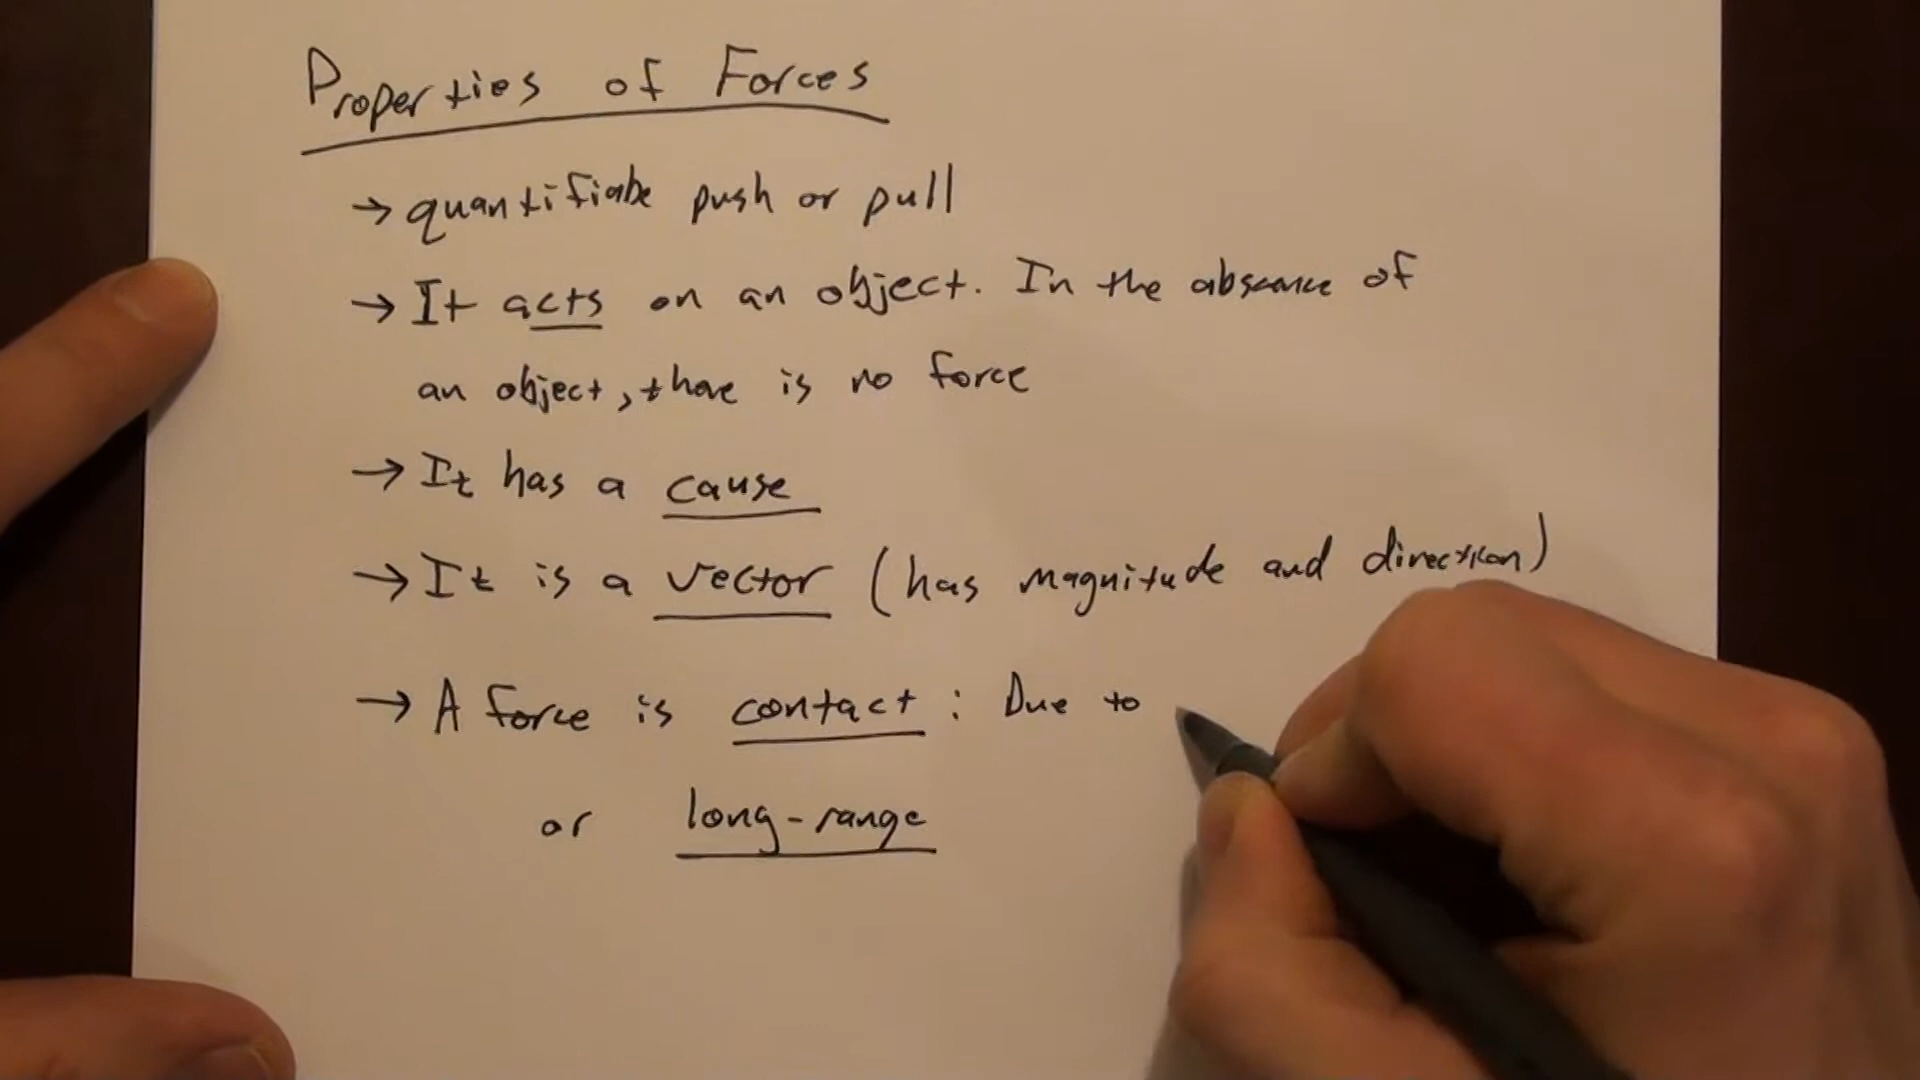 Properties of Forces
→ quantifiabe push or pull
→ It acts on an object. In the absence of
an object, there is no force
→ It has a cause
→ It is a vector (has magnitude and direction)
→ A force is contact : Due to
or long-range